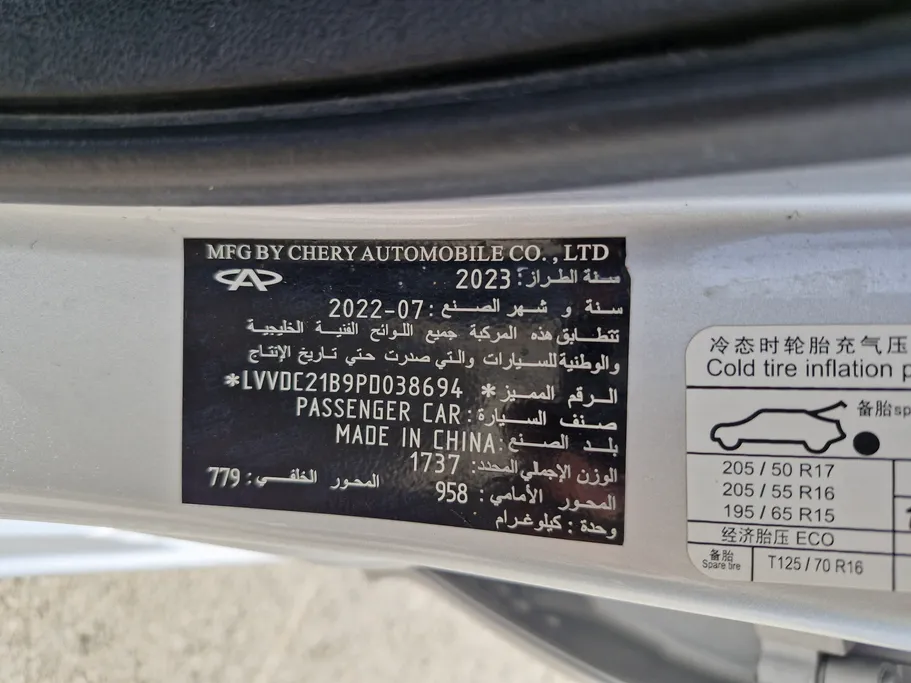 MFG BY CHERY AUTOMOBILE CO., LTD
سنة الطراز: 2023
سنة و شهر الصنع: 2022-07
تتطابق هذه المركبة جميع اللوائح الفنية الخليجية
والوطنية للسيارات والتي صدرت حتي تاريخ الإنتاج
الرقم المميز: *LVVDC21B9PD038694*
صنف السيارة: PASSENGER CAR
بلد الصنع: MADE IN CHINA
الوزن الإجمالي المحدد: 1737
المحور الأمامي: 958 المحور الخلفي: 779
وحدة: كيلوغرام
冷态时轮胎充气压
Cold tire inflation p
备胎sp
205 / 50 R17
205 / 55 R16
195 / 65 R15
经济胎压 ECO
备胎
Spare tire
T125 / 70 R16